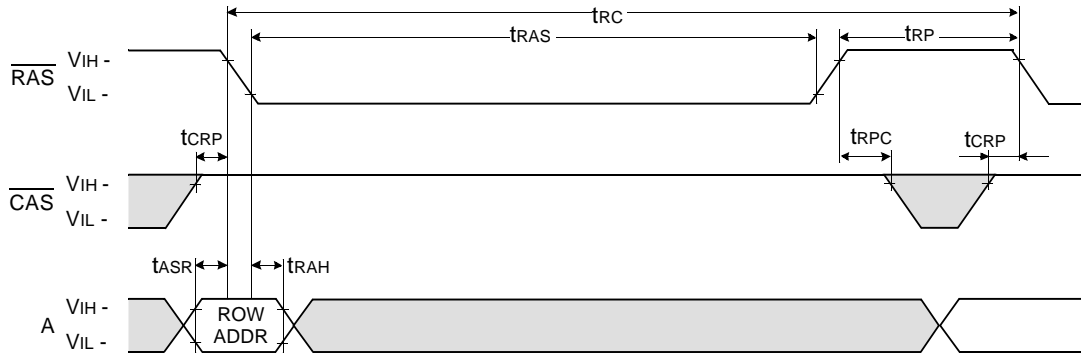 tRC
tRAS
tRP
RAS
VIH -
VIL -
tCRP
tRPC
tCRP
CAS
VIH -
VIL -
tASR
tRAH
A
VIH -
VIL -
ROW
ADDR